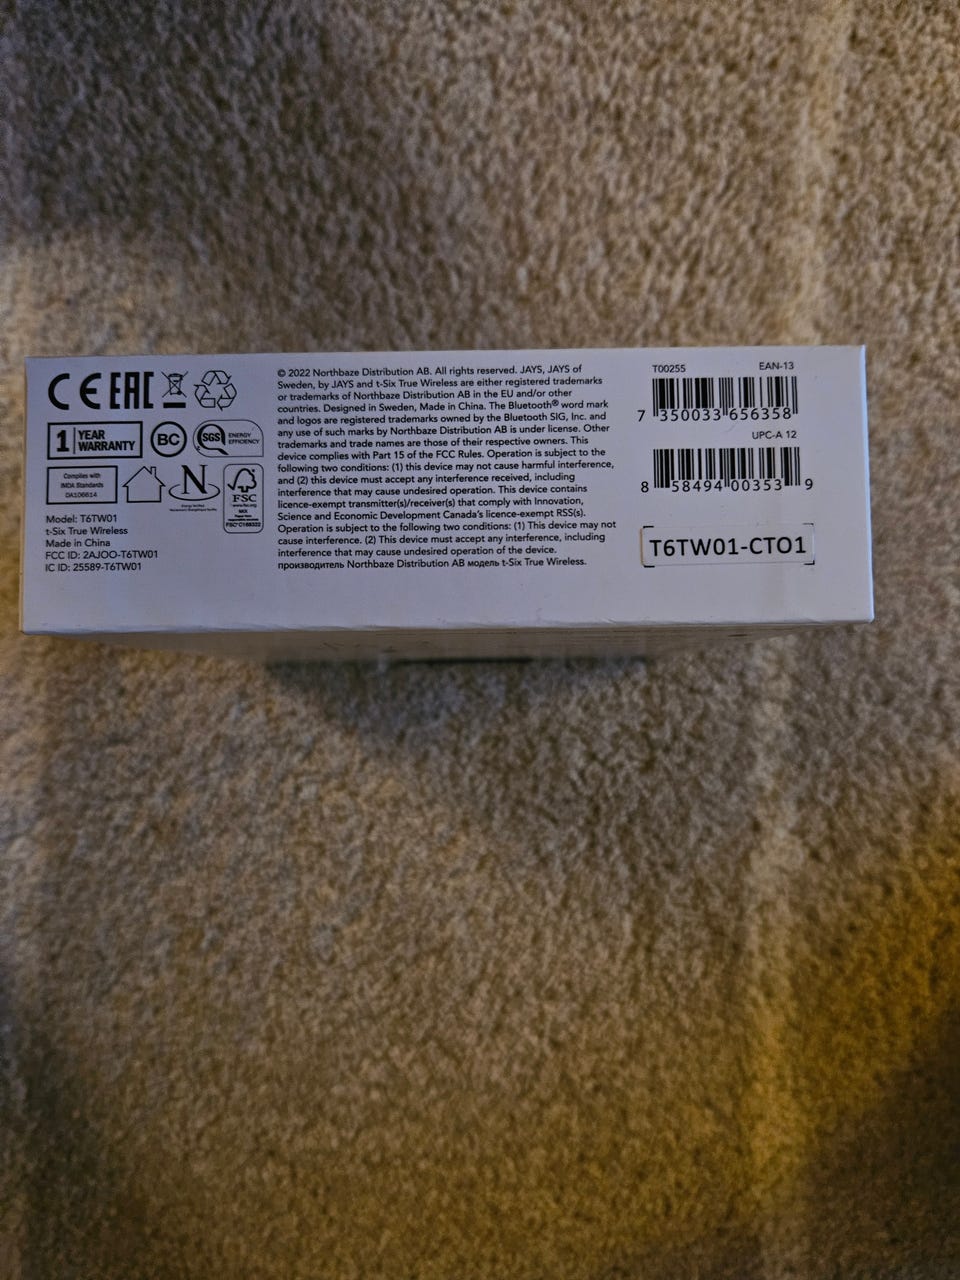 CE EAC
1 YEAR
WARRANTY
BC
SGS ENERGY
EFFICIENCY
Complies with
IMDA Standards
DA106614
N
Energy Verified
FSC
www.fsc.org
MIX
Model: T6TW01
t-Six True Wireless
Made in China
FCC ID: 2AJOO-T6TW01
IC ID: 25589-T6TW01
© 2022 Northbaze Distribution AB. All rights reserved. JAYS, JAYS of
Sweden, by JAYS and t-Six True Wireless are either registered trademarks
or trademarks of Northbaze Distribution AB in the EU and/or other
countries. Designed in Sweden, Made in China. The Bluetooth® word mark
and logos are registered trademarks owned by the Bluetooth SIG, Inc. and
any use of such marks by Northbaze Distribution AB is under license. Other
trademarks and trade names are those of their respective owners. This
device complies with Part 15 of the FCC Rules. Operation is subject to the
following two conditions: (1) this device may not cause harmful interference,
and (2) this device must accept any interference received, including
interference that may cause undesired operation. This device contains
licence-exempt transmitter(s)/receiver(s) that comply with Innovation,
Science and Economic Development Canada's licence-exempt RSS(s).
Operation is subject to the following two conditions: (1) This device may not
cause interference. (2) This device must accept any interference, including
interference that may cause undesired operation of the device.
производитель Northbaze Distribution AB модель t-Six True Wireless.
T00255 EAN-13
7 350033 656358
UPC-A 12
8 58494 00353 9
T6TW01-CTO1